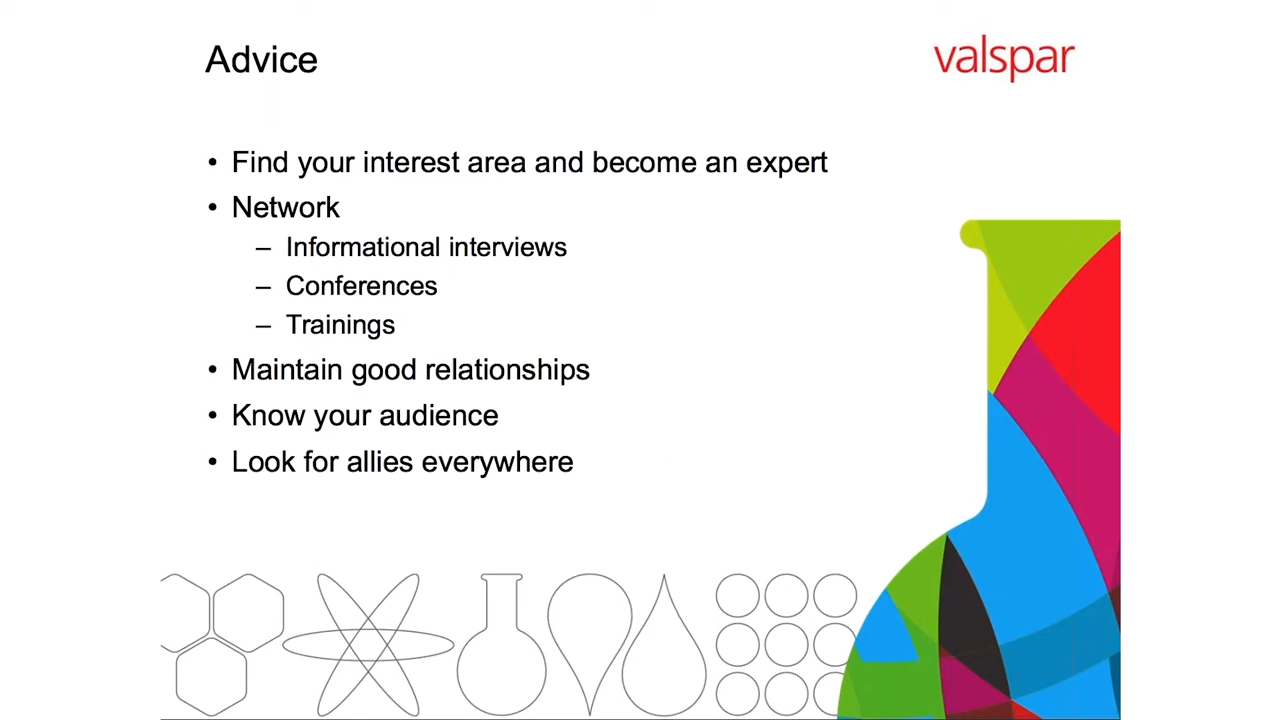 Advice
valspar
• Find your interest area and become an expert
• Network
– Informational interviews
– Conferences
– Trainings
• Maintain good relationships
• Know your audience
• Look for allies everywhere